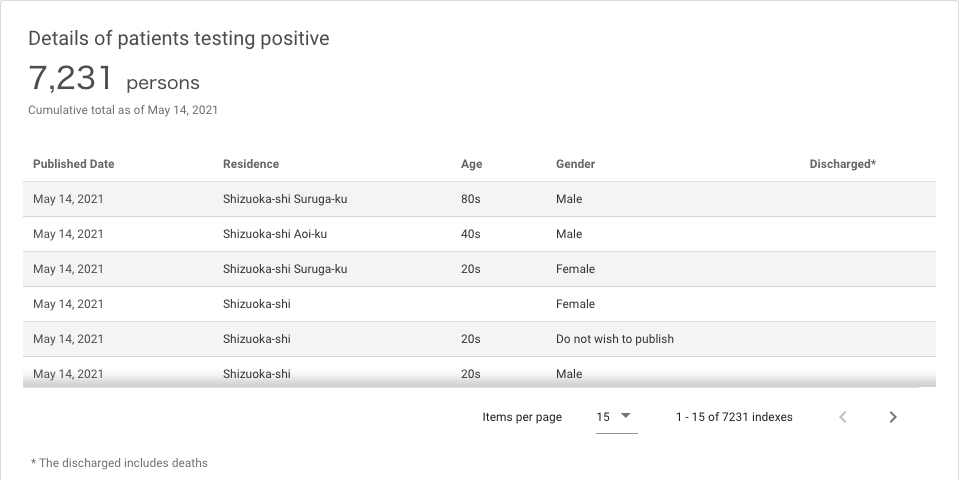 Details of patients testing positive
7,231 persons
Cumulative total as of May 14, 2021
Published Date Residence Age Gender Discharged*
May 14, 2021 Shizuoka-shi Suruga-ku 80s Male
May 14, 2021 Shizuoka-shi Aoi-ku 40s Male
May 14, 2021 Shizuoka-shi Suruga-ku 20s Female
May 14, 2021 Shizuoka-shi Female
May 14, 2021 Shizuoka-shi 20s Do not wish to publish
May 14, 2021 Shizuoka-shi 20s Male
Items per page 15 1 - 15 of 7231 indexes
* The discharged includes deaths